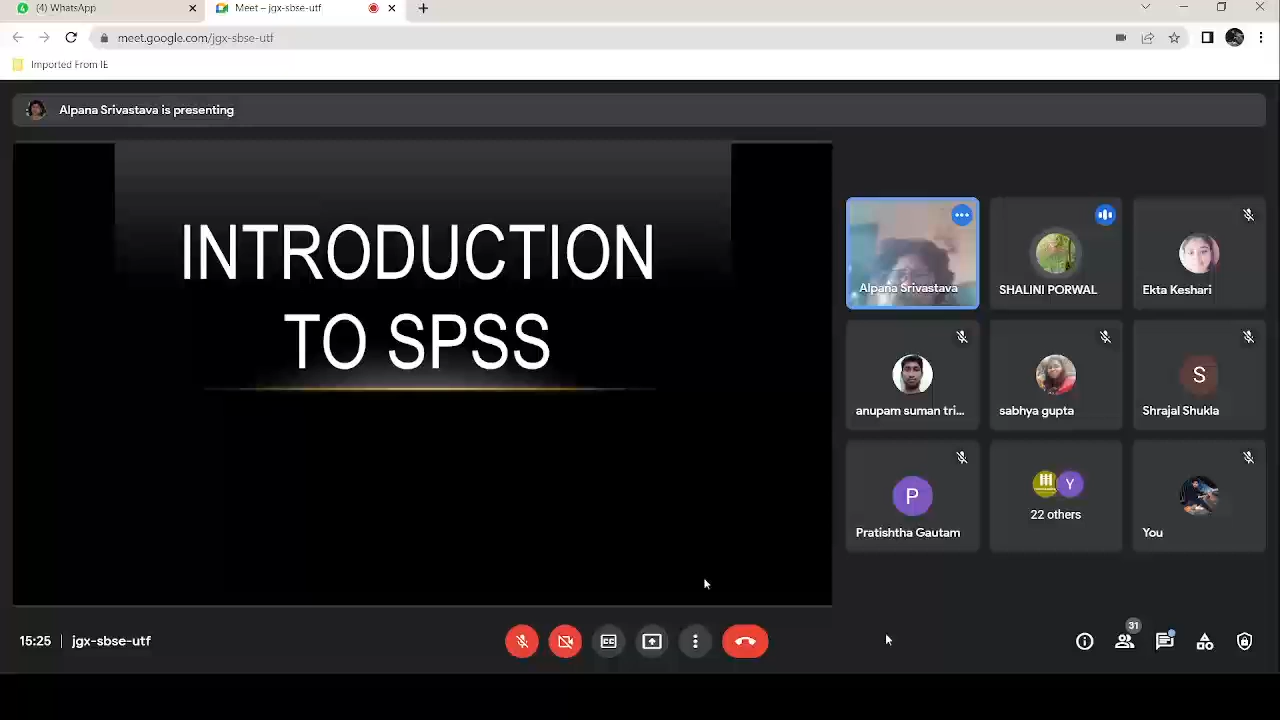 (4) WhatsApp
Meet – jgx-sbse-utf
meet.google.com/jgx-sbse-utf
Imported From IE
Alpana Srivastava is presenting
INTRODUCTION
TO SPSS
Alpana Srivastava
SHALINI PORWAL
Ekta Keshari
anupam suman tri...
sabhya gupta
S
Shrajal Shukla
P
Pratishtha Gautam
Y
22 others
You
15:25 | jgx-sbse-utf
31